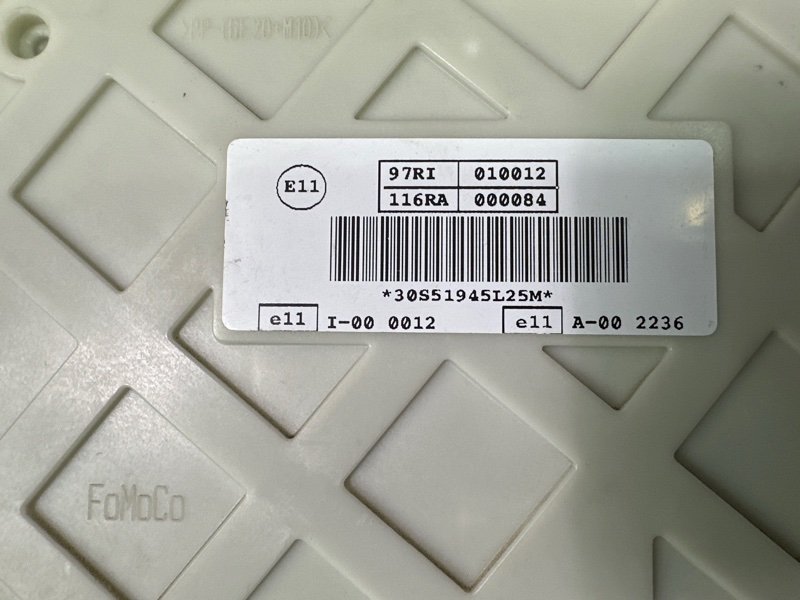 E11
97RI 010012
116RA 000084
*30S51945L25M*
e11 I-00 0012 e11 A-00 2236
FoMoCo